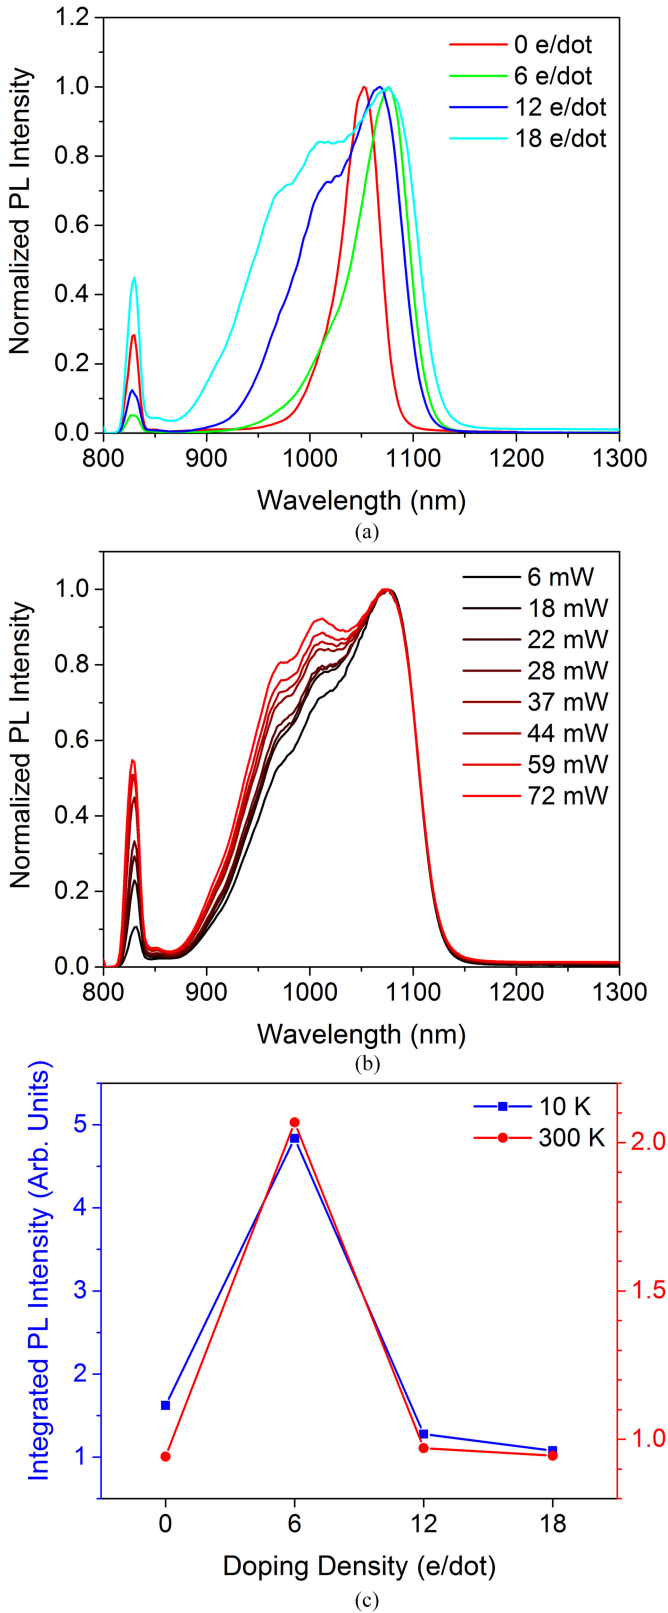 1.2
1.0
0.8
0.6
0.4
0.2
0.0
Normalized PL Intensity
0 e/dot
6 e/dot
12 e/dot
18 e/dot
800 900 1000 1100 1200 1300
Wavelength (nm)
(a)
1.0
0.8
0.6
0.4
0.2
0.0
Normalized PL Intensity
6 mW
18 mW
22 mW
28 mW
37 mW
44 mW
59 mW
72 mW
800 900 1000 1100 1200 1300
Wavelength (nm)
(b)
Integrated PL Intensity (Arb. Units)
5
4
3
2
1
10 K
300 K
2.0
1.5
1.0
0 6 12 18
Doping Density (e/dot)
(c)